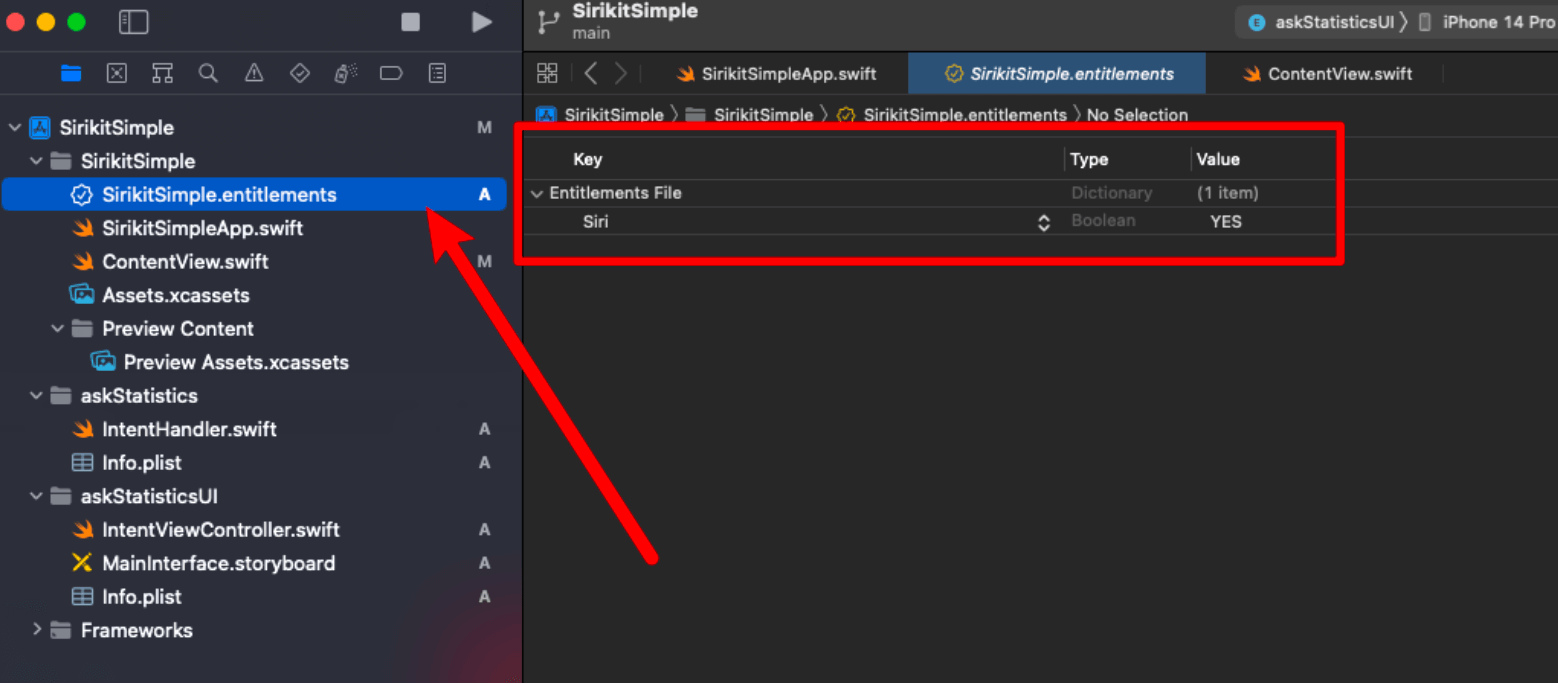 SirikitSimple
main
askStatisticsUI
iPhone 14 Pro
SirikitSimpleApp.swift
SirikitSimple.entitlements
ContentView.swift
SirikitSimple
SirikitSimple
SirikitSimple.entitlements
No Selection
SirikitSimple M
SirikitSimple
SirikitSimple.entitlements A
SirikitSimpleApp.swift
ContentView.swift M
Assets.xcassets
Preview Content
Preview Assets.xcassets
askStatistics
IntentHandler.swift A
Info.plist A
askStatisticsUI
IntentViewController.swift A
MainInterface.storyboard A
Info.plist A
Frameworks
Key Type Value
Entitlements File Dictionary (1 item)
Siri Boolean YES